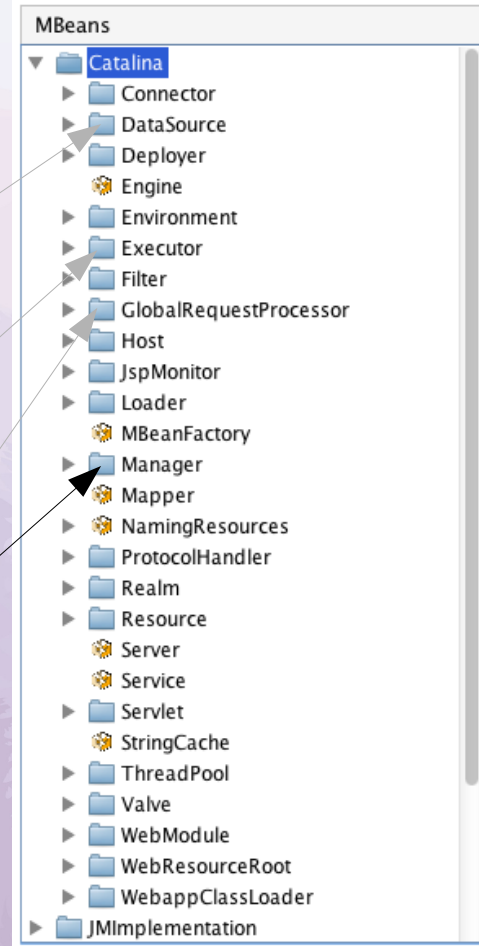 MBeans
Catalina
Connector
DataSource
Deployer
Engine
Environment
Executor
Filter
GlobalRequestProcessor
Host
JspMonitor
Loader
MBeanFactory
Manager
Mapper
NamingResources
ProtocolHandler
Realm
Resource
Server
Service
Servlet
StringCache
ThreadPool
Valve
WebModule
WebResourceRoot
WebappClassLoader
JMImplementation